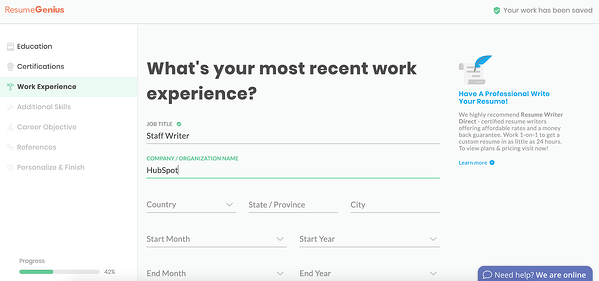 ResumeGenius
Your work has been saved
Education
Certifications
Work Experience
Additional Skills
Career Objective
References
Personalize & Finish
Progress
42%
What's your most recent work
experience?
JOB TITLE
Staff Writer
COMPANY / ORGANIZATION NAME
HubSpot
Country
State / Province
City
Start Month
Start Year
End Month
End Year
Have A Professional Write
Your Resume!
We highly recommend Resume Writer
Direct - certified resume writers
offering affordable rates and a money
back guarantee. Work 1-on-1 to get a
custom resume in as little as 24 hours.
To view plans & pricing visit now!
Learn more
Need help? We are online